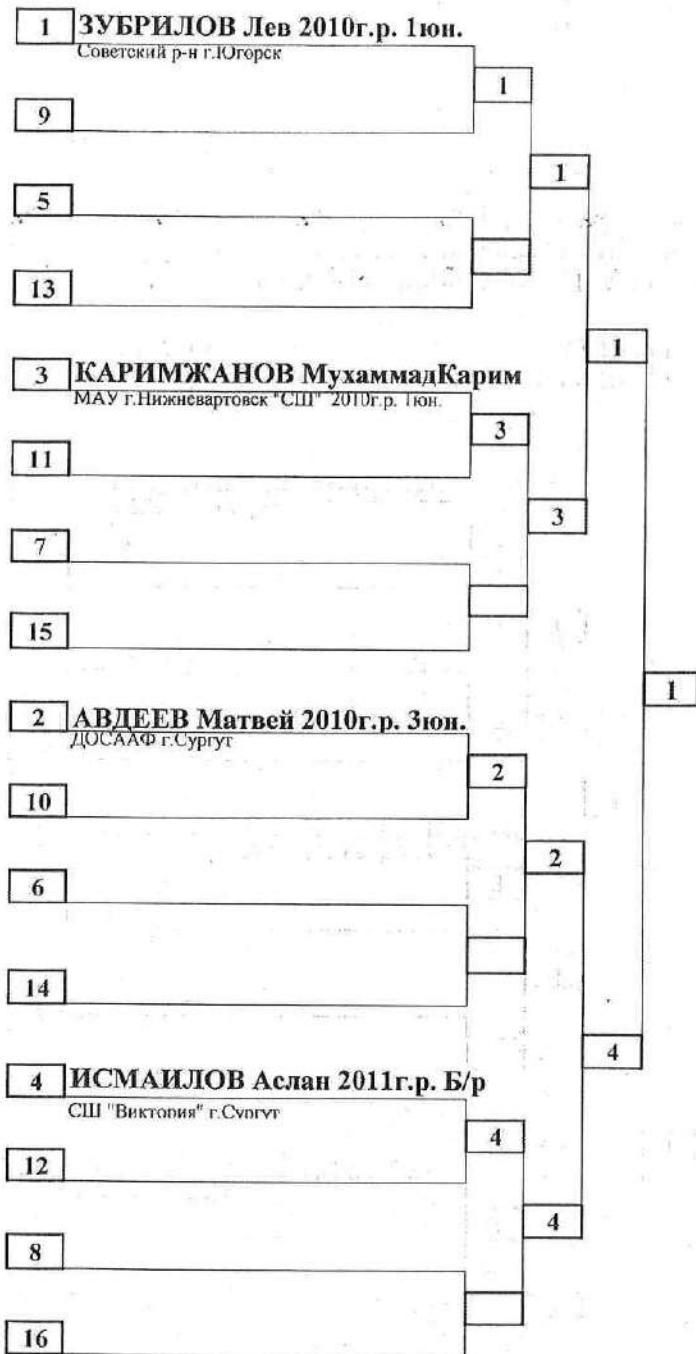 1 ЗУБРИЛОВ Лев 2010г.р. 1юн.
Советский р-н г.Югорск
1
9
1
5
13
1
3 КАРИМЖАНОВ МухаммадКарим
МАУ г.Нижневартовск "СШ" 2010г.р. 1юн.
3
11
3
7
15
1
2 АВДЕЕВ Матвей 2010г.р. 3юн.
ДОСААФ г.Сургут
2
10
2
6
14
4
4 ИСМАИЛОВ Аслан 2011г.р. Б/р
СШ "Виктория" г.Сургут
4
12
4
8
16